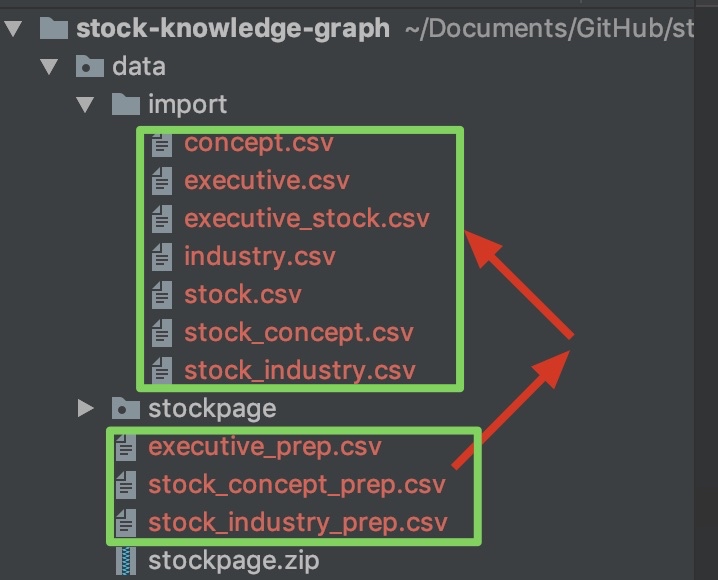 stock-knowledge-graph ~/Documents/GitHub/st
data
import
concept.csv
executive.csv
executive_stock.csv
industry.csv
stock.csv
stock_concept.csv
stock_industry.csv
stockpage
executive_prep.csv
stock_concept_prep.csv
stock_industry_prep.csv
stockpage.zip